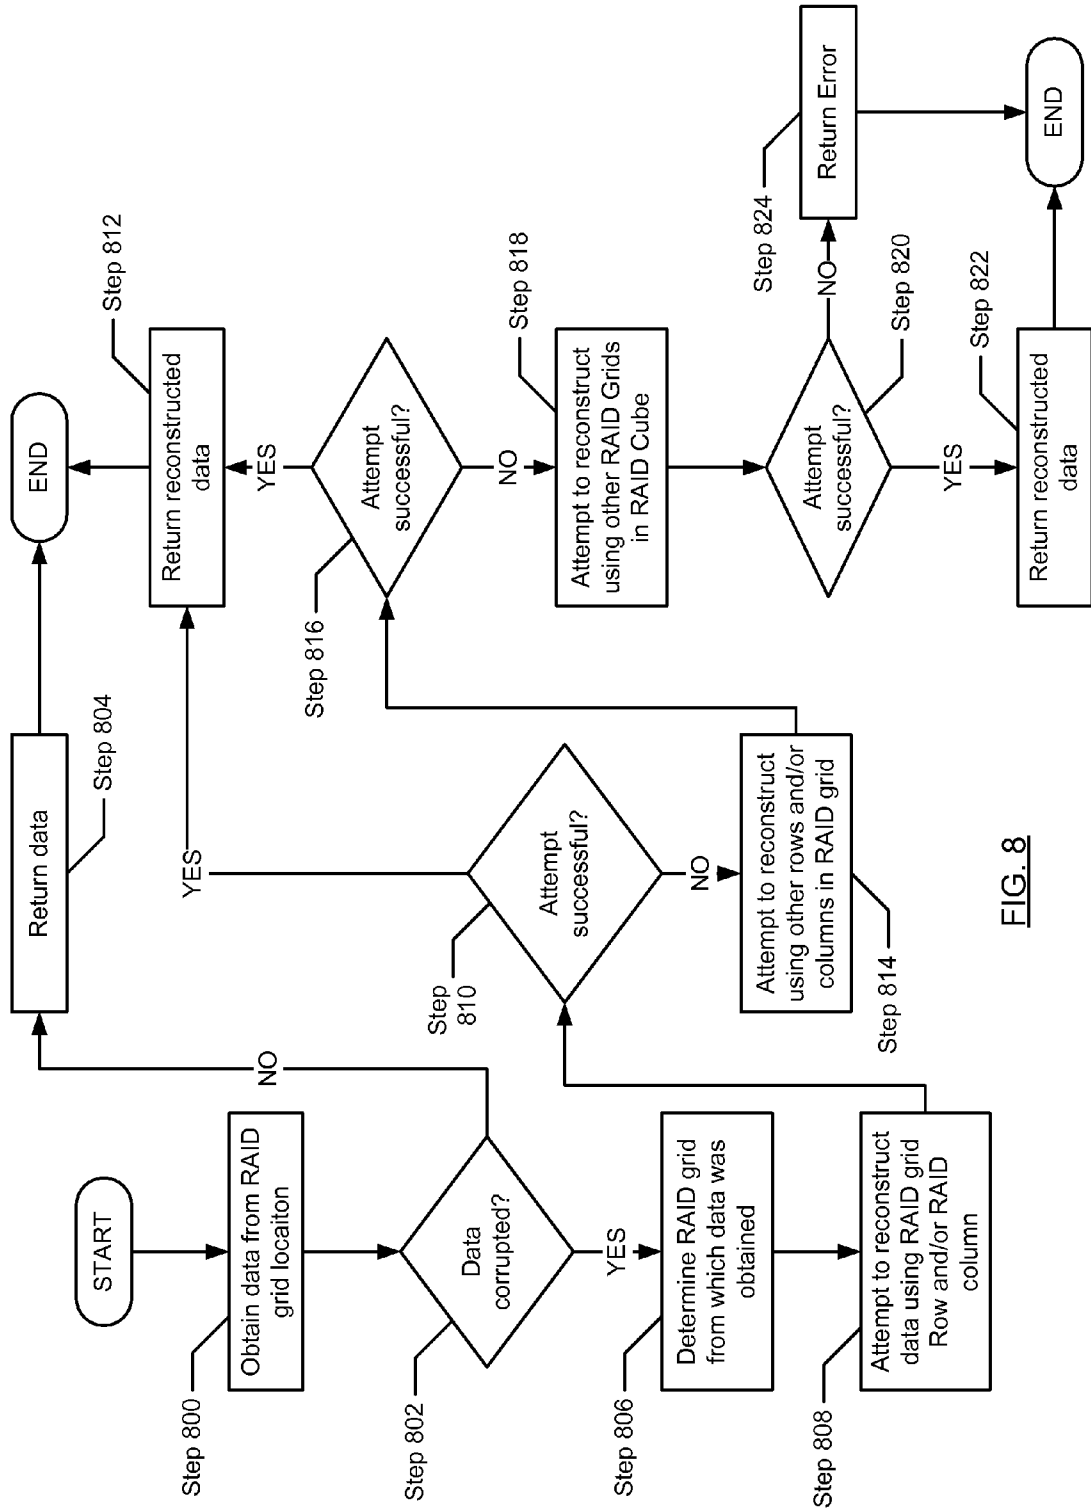 START
Step 800
Obtain data from RAID
grid locaiton
Step 802
Data
corrupted?
NO
YES
Return data
Step 804
END
Step 806
Determine RAID grid
from which data was
obtained
Step 808
Attempt to reconstruct
data using RAID grid
Row and/or RAID
column
Step
810
Attempt
successful?
YES
NO
Return reconstructed
data
Step 812
Attempt to reconstruct
using other rows and/or
columns in RAID grid
Step 814
Step 816
Attempt
successful?
YES
NO
Step 818
Attempt to reconstruct
using other RAID Grids
in RAID Cube
Attempt
successful?
Step 820
NO
YES
Step 824
Return Error
Step 822
Return reconstructed
data
END
FIG. 8